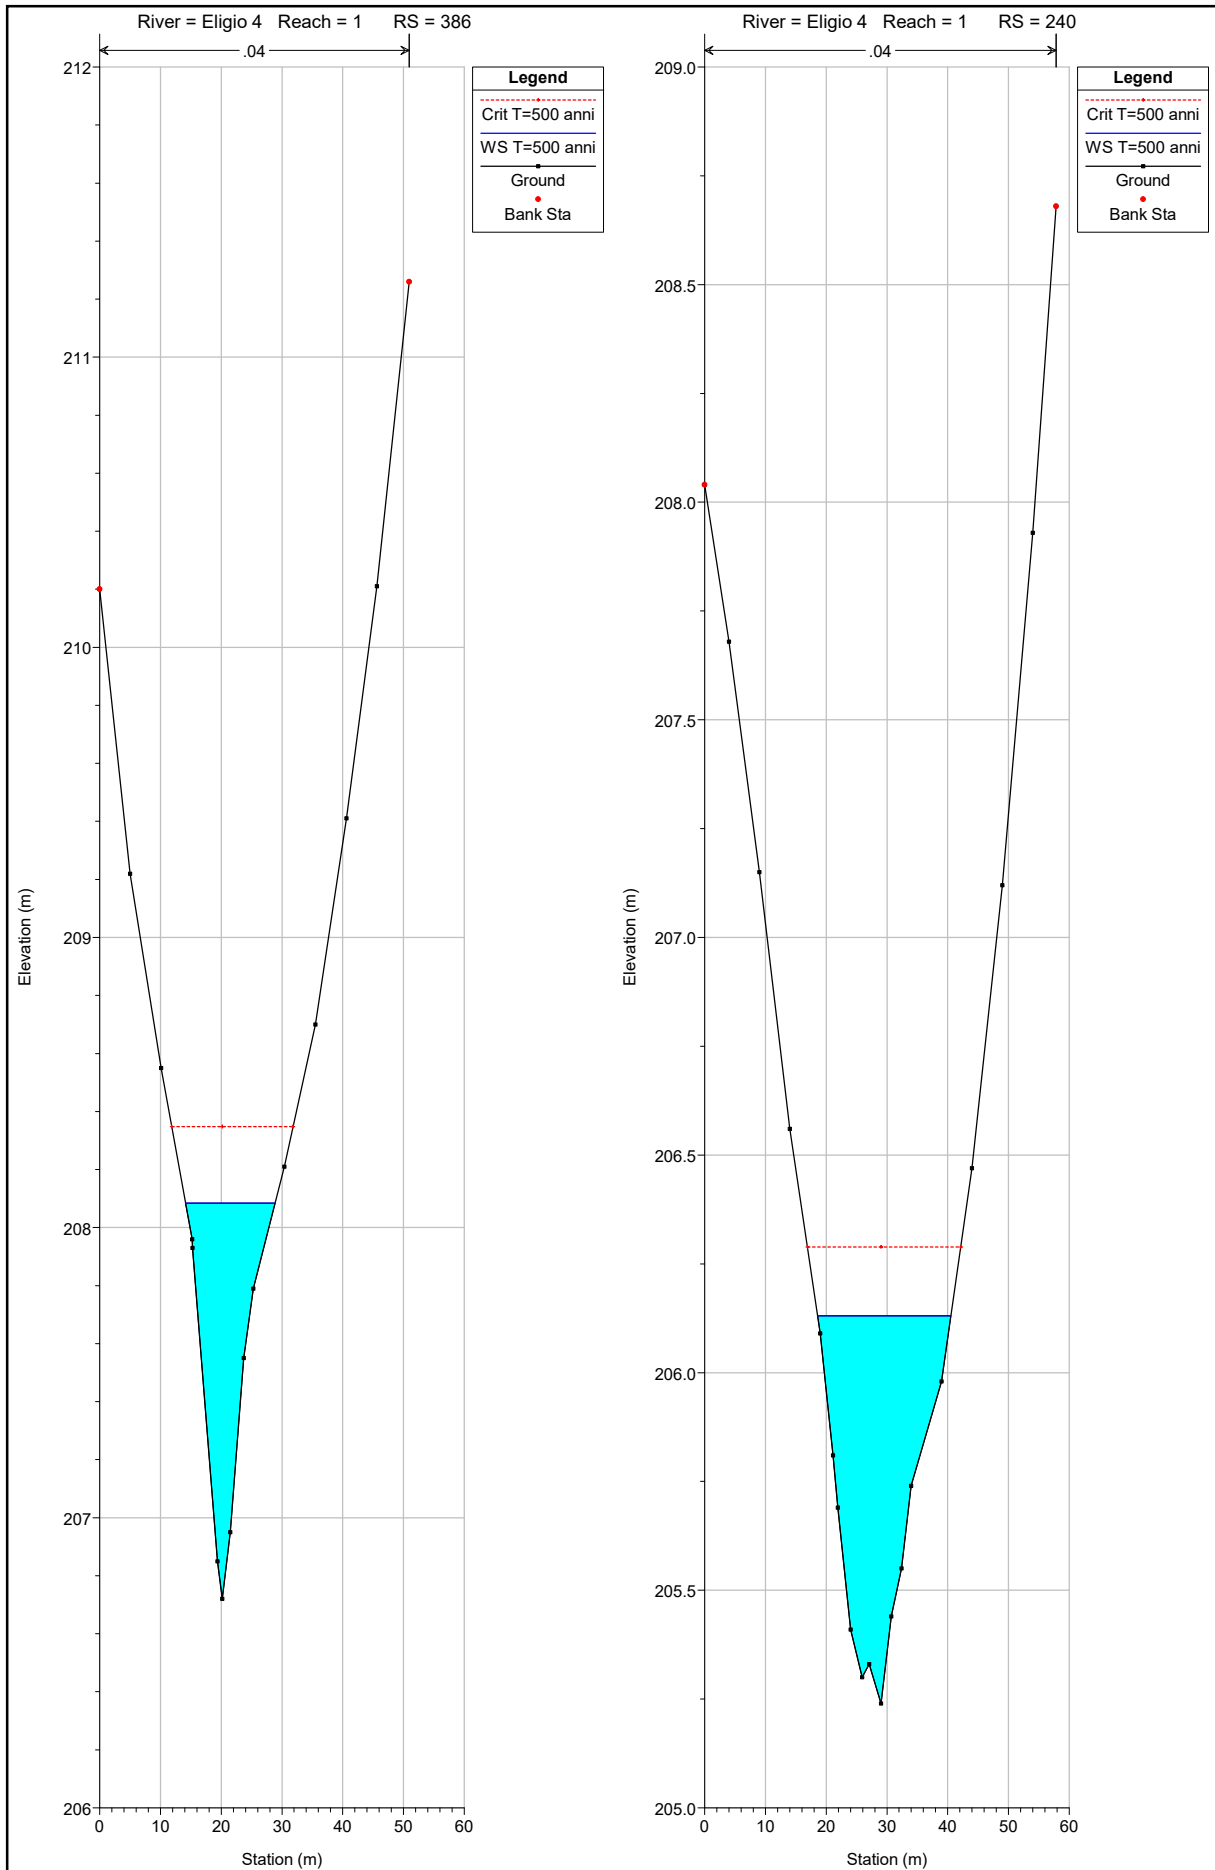 River = Eligio 4 Reach = 1 RS = 386
.04
212
211
210
209
208
207
206
Elevation (m)
0 10 20 30 40 50 60
Station (m)
Legend
Crit T=500 anni
WS T=500 anni
Ground
Bank Sta
River = Eligio 4 Reach = 1 RS = 240
.04
209.0
208.5
208.0
207.5
207.0
206.5
206.0
205.5
205.0
Elevation (m)
0 10 20 30 40 50 60
Station (m)
Legend
Crit T=500 anni
WS T=500 anni
Ground
Bank Sta